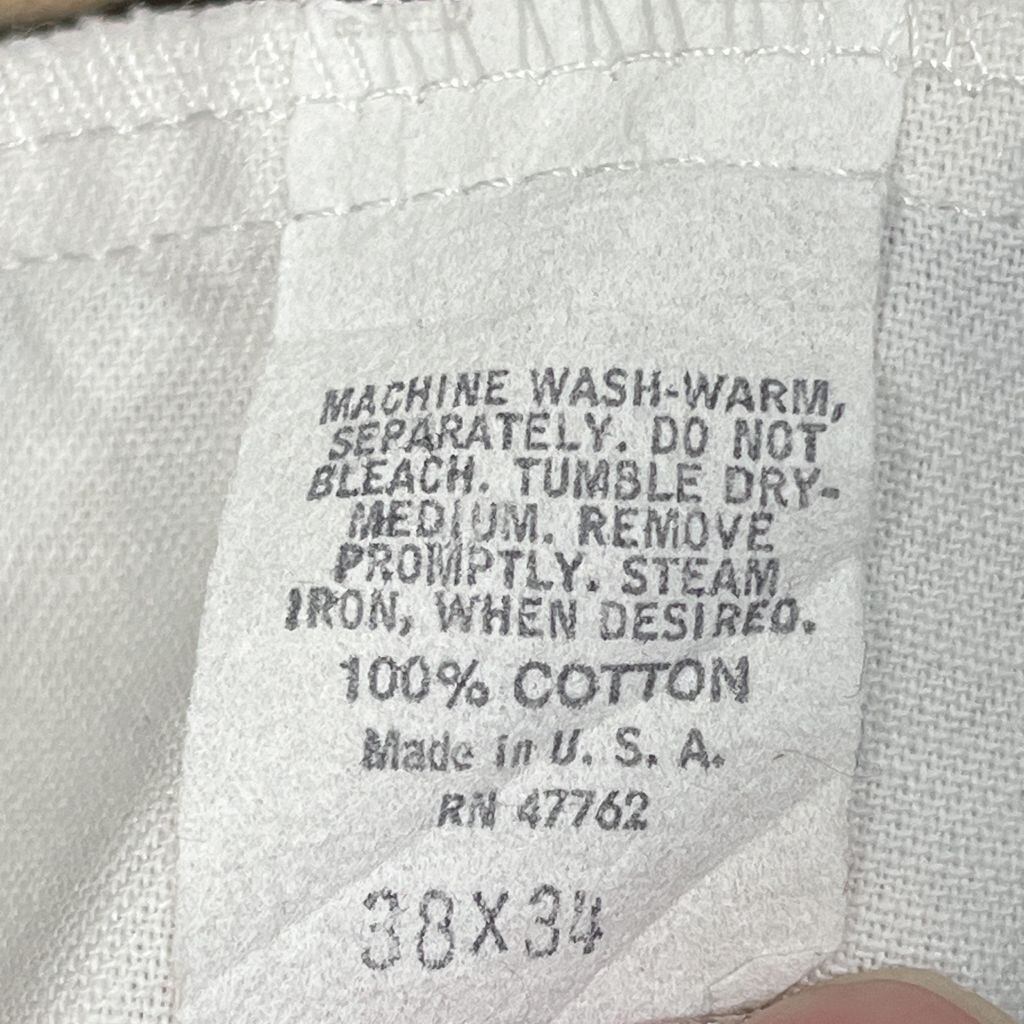 MACHINE WASH-WARM,
SEPARATELY. DO NOT
BLEACH. TUMBLE DRY-
MEDIUM. REMOVE
PROMPTLY. STEAM
IRON, WHEN DESIRED.
100% COTTON
Made in U. S. A.
RN 47762
38X34